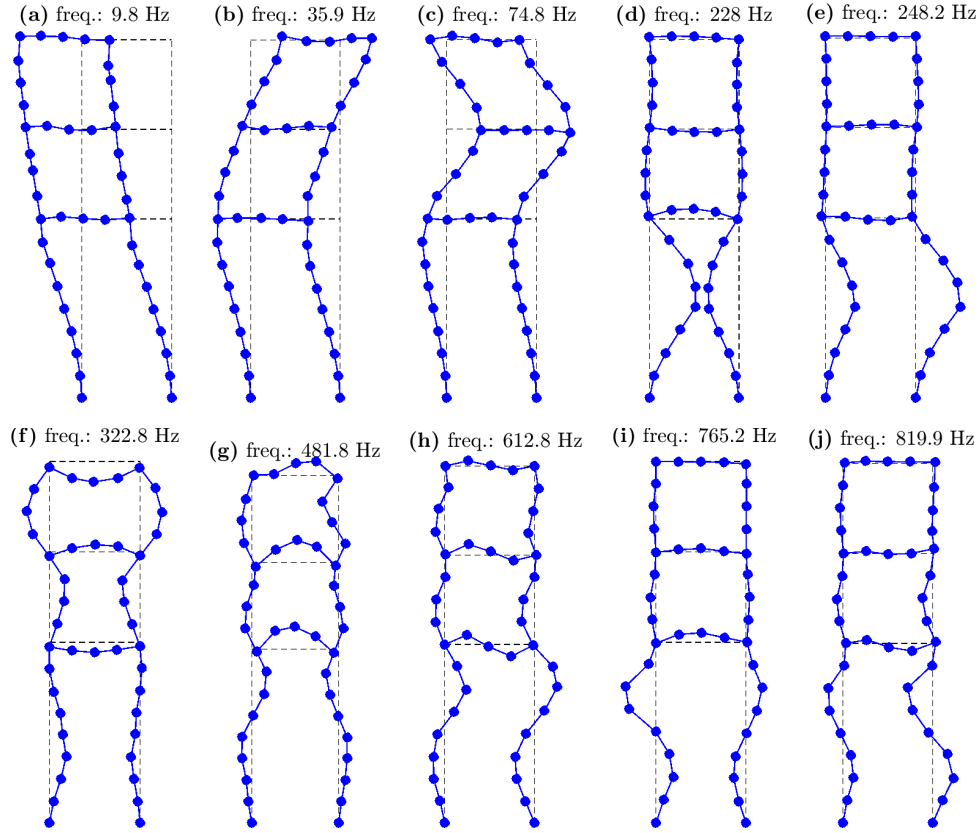 (a) freq.: 9.8 Hz
(b) freq.: 35.9 Hz
(c) freq.: 74.8 Hz
(d) freq.: 228 Hz
(e) freq.: 248.2 Hz
(f) freq.: 322.8 Hz
(g) freq.: 481.8 Hz
(h) freq.: 612.8 Hz
(i) freq.: 765.2 Hz
(j) freq.: 819.9 Hz